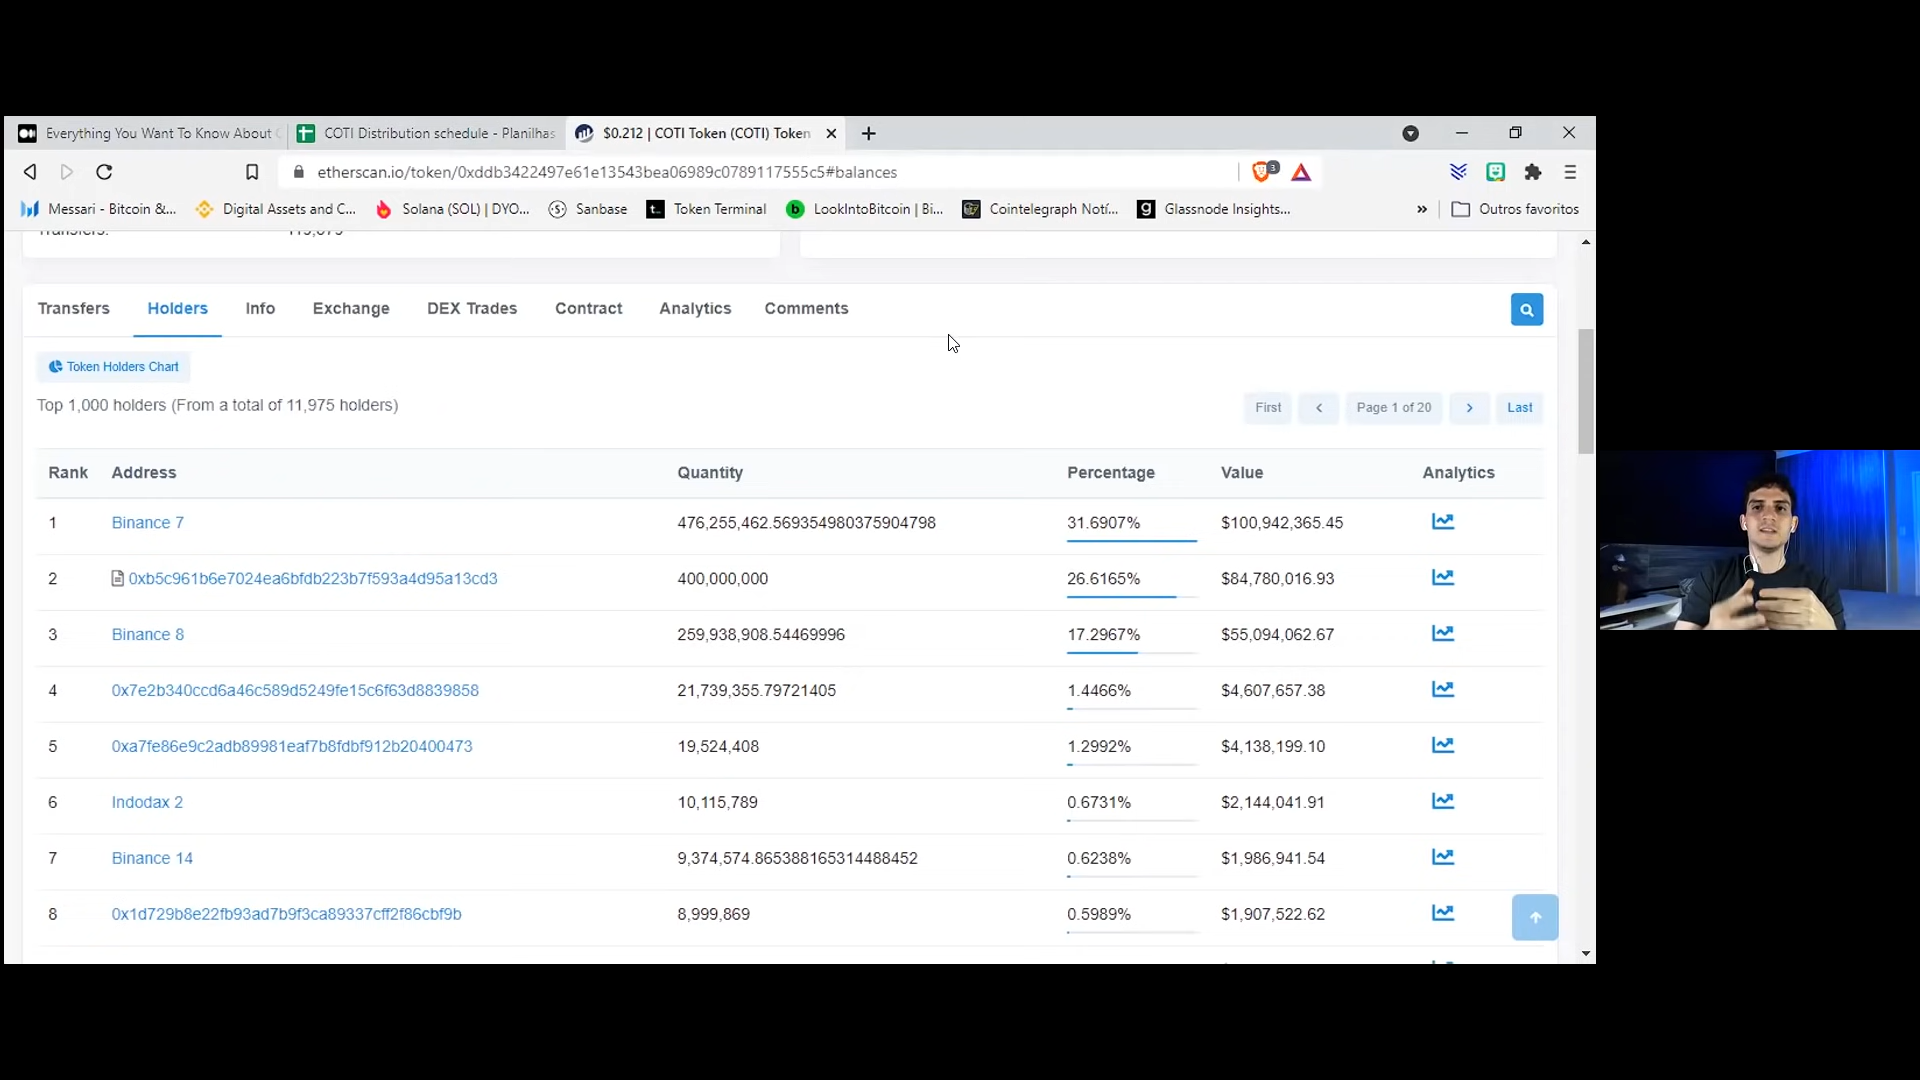 Everything You Want To Know About
COTI Distribution schedule - Planilhas
$0.212 | COTI Token (COTI) Token
etherscan.io/token/0xddb3422497e61e13543bea06989c0789117555c5#balances
3
Messari - Bitcoin &... Digital Assets and C... Solana (SOL) | DYO... Sanbase Token Terminal LookIntoBitcoin | Bi... Cointelegraph Notí... Glassnode Insights... » Outros favoritos
Transfers:
Transfers Holders Info Exchange DEX Trades Contract Analytics Comments
Token Holders Chart
Top 1,000 holders (From a total of 11,975 holders)
First Page 1 of 20 Last
Rank Address Quantity Percentage Value Analytics
1 Binance 7 476,255,462.569354980375904798 31.6907% $100,942,365.45
2 0xb5c961b6e7024ea6bfdb223b7f593a4d95a13cd3 400,000,000 26.6165% $84,780,016.93
3 Binance 8 259,938,908.54469996 17.2967% $55,094,062.67
4 0x7e2b340ccd6a46c589d5249fe15c6f63d8839858 21,739,355.79721405 1.4466% $4,607,657.38
5 0xa7fe86e9c2adb89981eaf7b8fdbf912b20400473 19,524,408 1.2992% $4,138,199.10
6 Indodax 2 10,115,789 0.6731% $2,144,041.91
7 Binance 14 9,374,574.865388165314488452 0.6238% $1,986,941.54
8 0x1d729b8e22fb93ad7b9f3ca89337cff2f86cbf9b 8,999,869 0.5989% $1,907,522.62